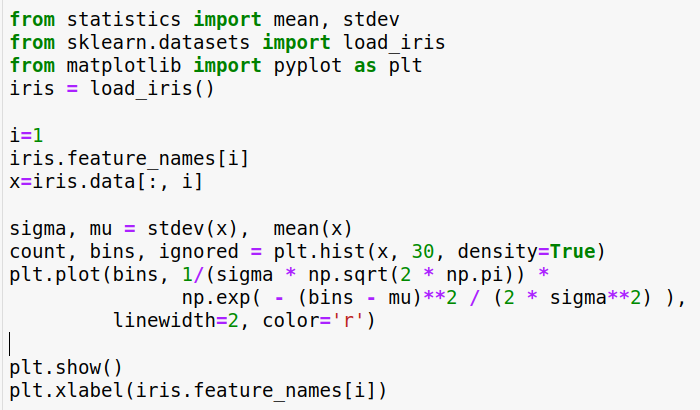 from statistics import mean, stdev
from sklearn.datasets import load_iris
from matplotlib import pyplot as plt
iris = load_iris()
i=1
iris.feature_names[i]
x=iris.data[:, i]
sigma, mu = stdev(x),  mean(x)
count, bins, ignored = plt.hist(x, 30, density=True)
plt.plot(bins, 1/(sigma * np.sqrt(2 * np.pi)) *
               np.exp( - (bins - mu)**2 / (2 * sigma**2) ),
         linewidth=2, color='r')
plt.show()
plt.xlabel(iris.feature_names[i])